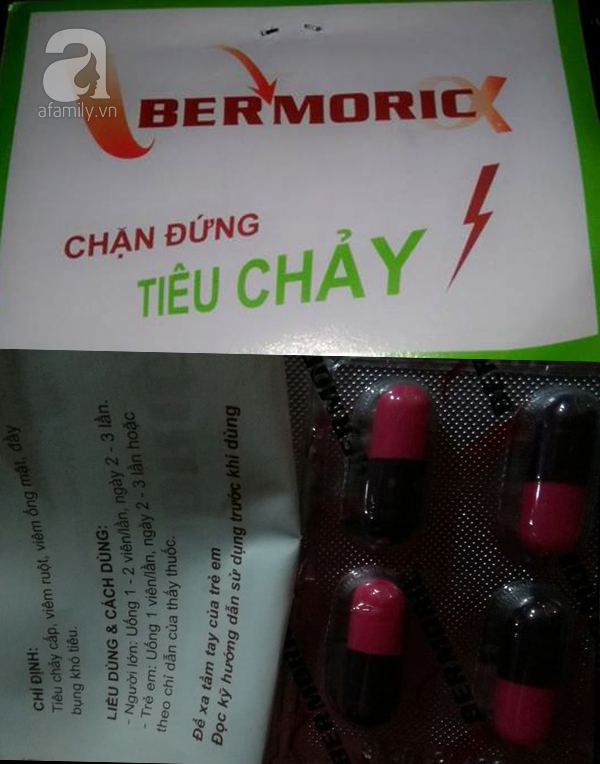 a
afamily.vn
BERMORIC
CHẶN ĐỨNG
TIÊU CHẢY
CHỈ ĐỊNH:
Tiêu chảy cấp, viêm ruột, viêm ống mật, đầy
bụng khó tiêu.
LIỀU DÙNG & CÁCH DÙNG:
- Người lớn: Uống 1 - 2 viên/lần, ngày 2 - 3 lần.
- Trẻ em: Uống 1 viên/lần, ngày 2 - 3 lần hoặc
theo chỉ dẫn của thầy thuốc.
Để xa tầm tay của trẻ em
Đọc kỹ hướng dẫn sử dụng trước khi dùng
BERMORIC